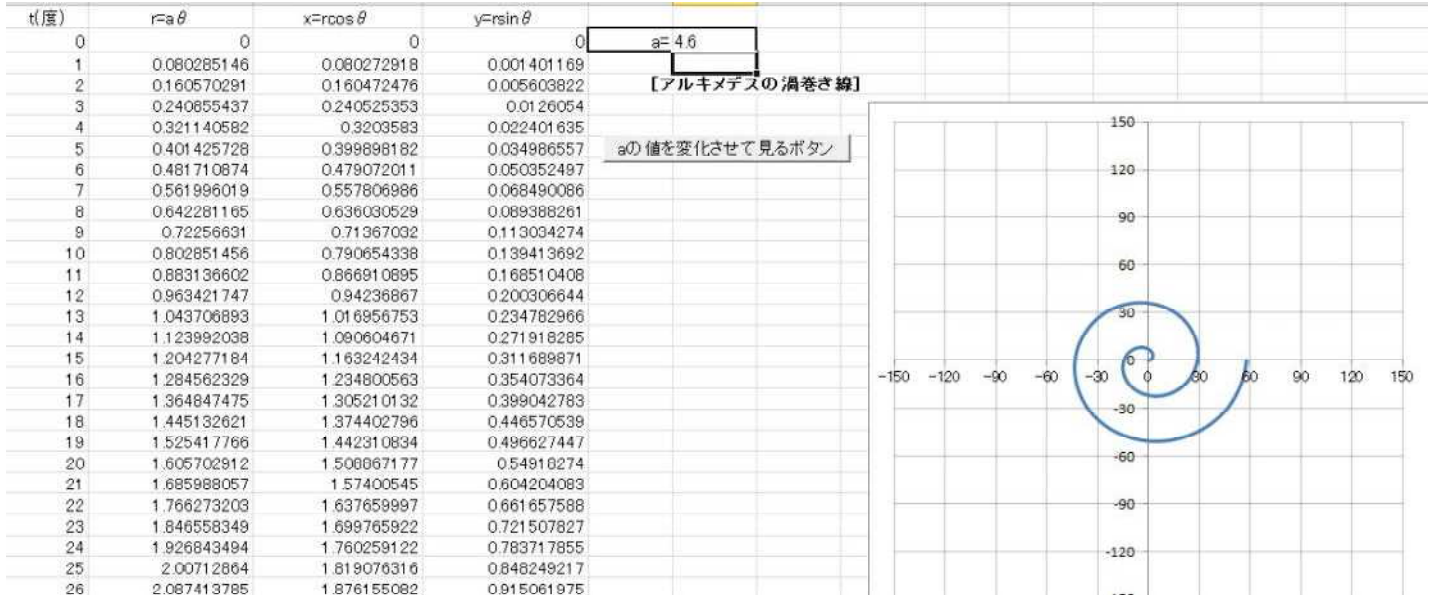 t(度) r=aθ x=rcosθ y=rsinθ
0 0 0 0 a= 4.6
1 0.080285146 0.080272918 0.001401169
2 0.160570291 0.160472476 0.005603822 [アルキメデスの渦巻き線]
3 0.240855437 0.240525353 0.0126054
4 0.321140582 0.3203583 0.022401635
5 0.401425728 0.399898182 0.034986557 aの値を変化させて見るボタン
6 0.481710874 0.479072011 0.050352497
7 0.561996019 0.557806986 0.068490086
8 0.642281165 0.636030529 0.089388261
9 0.72256631 0.71367032 0.113034274
10 0.802851456 0.790654338 0.139413692
11 0.883136602 0.866910895 0.168510408
12 0.963421747 0.94236867 0.200306644
13 1.043706893 1.016956753 0.234782966
14 1.123992038 1.090604671 0.271918285
15 1.204277184 1.163242434 0.311689871
16 1.284562329 1.234800563 0.354073364
17 1.364847475 1.305210132 0.399042783
18 1.445132621 1.374402796 0.446570539
19 1.525417766 1.442310834 0.496627447
20 1.605702912 1.508867177 0.54918274
21 1.685988057 1.57400545 0.604204083
22 1.766273203 1.637659997 0.661657588
23 1.846558349 1.699765922 0.721507827
24 1.926843494 1.760259122 0.783717855
25 2.00712864 1.819076316 0.848249217
26 2.087413785 1.876155082 0.915061975
150
120
90
60
30
0
-150 -120 -90 -60 -30 0 30 60 90 120 150
-30
-60
-90
-120